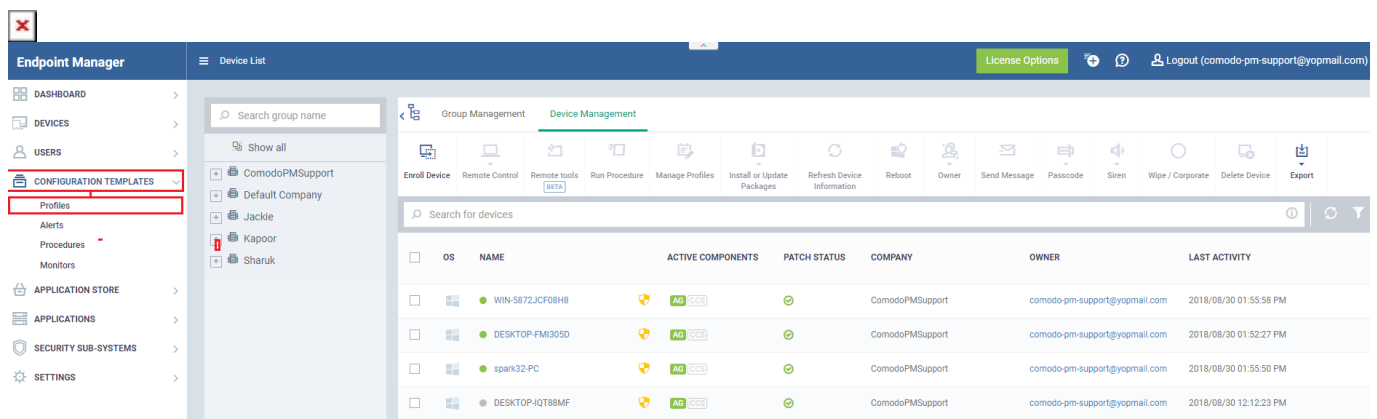 Endpoint Manager
Device List
License Options
Logout (comodo-pm-support@yopmail.com)
DASHBOARD
DEVICES
USERS
CONFIGURATION TEMPLATES
Profiles
Alerts
Procedures
Monitors
APPLICATION STORE
APPLICATIONS
SECURITY SUB-SYSTEMS
SETTINGS
Search group name
Show all
ComodoPMSupport
Default Company
Jackie
Kapoor
Sharuk
Group Management Device Management
Enroll Device Remote Control Remote tools BETA Run Procedure Manage Profiles Install or Update Packages Refresh Device Information Reboot Owner Send Message Passcode Siren Wipe / Corporate Delete Device Export
Search for devices
OS NAME ACTIVE COMPONENTS PATCH STATUS COMPANY OWNER LAST ACTIVITY
WIN-5872JCF08H8 AG CCS ComodoPMSupport comodo-pm-support@yopmail.com 2018/08/30 01:55:58 PM
DESKTOP-FMI305D AG CCS ComodoPMSupport comodo-pm-support@yopmail.com 2018/08/30 01:52:27 PM
spark32-PC AG CCS ComodoPMSupport comodo-pm-support@yopmail.com 2018/08/30 01:55:50 PM
DESKTOP-IQT88MF AG CCS ComodoPMSupport comodo-pm-support@yopmail.com 2018/08/30 12:12:23 PM